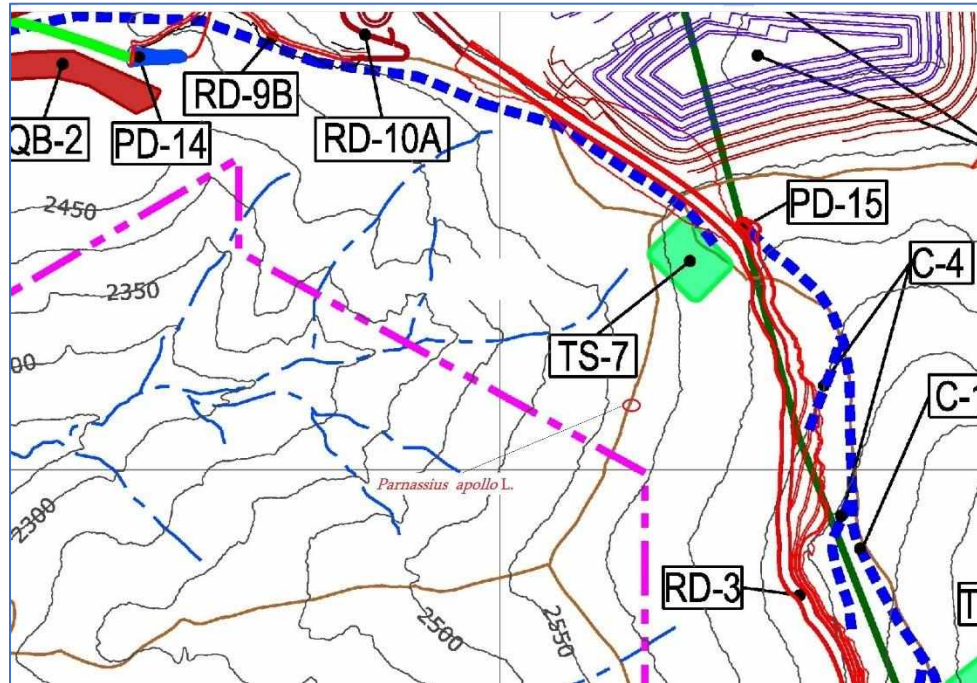 QB-2
PD-14
RD-9B
RD-10A
2450
PD-15
C-4
2350
00
TS-7
C-1
Parnassius apollo L.
2300
RD-3
T
2500
2550